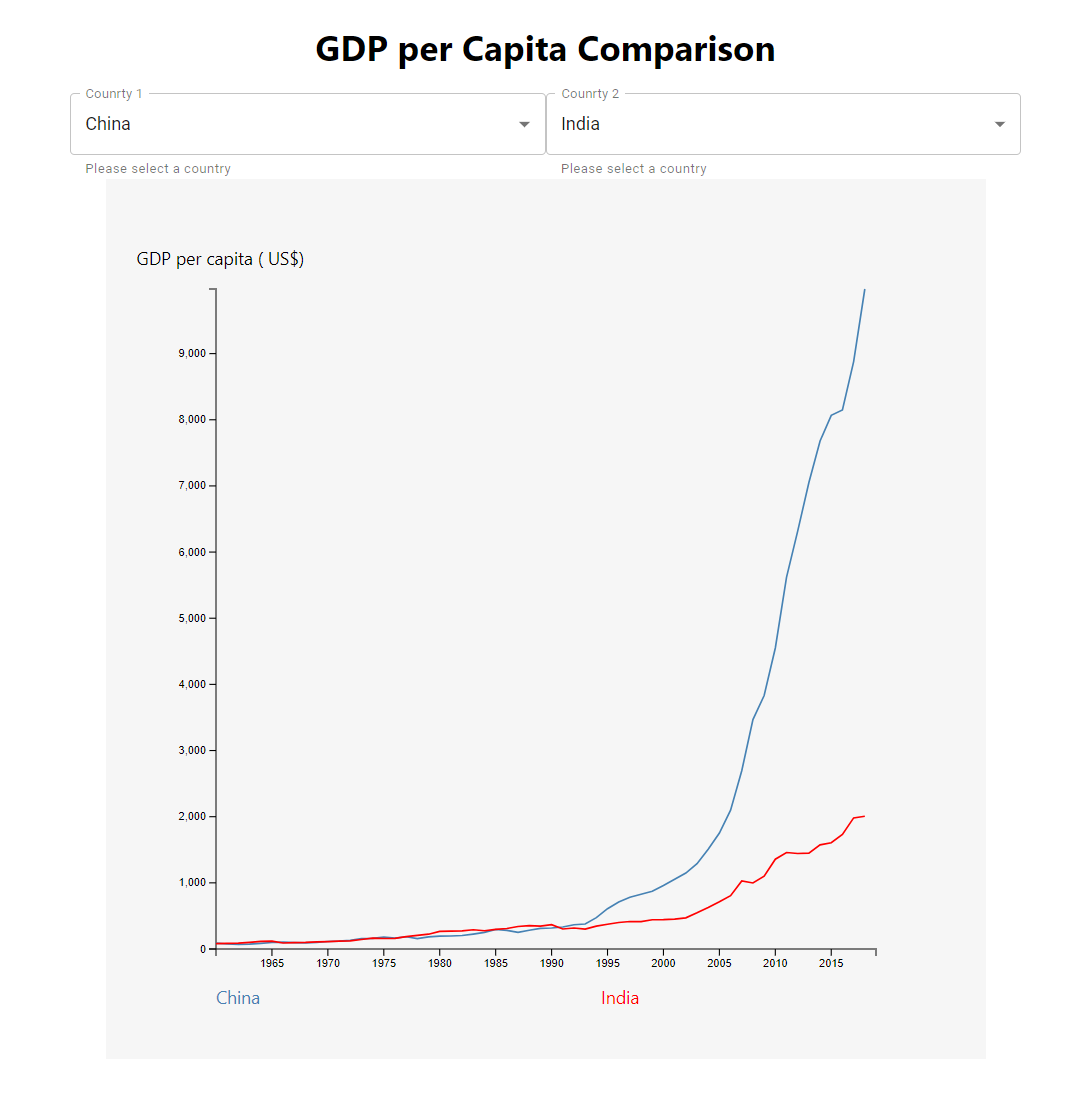 GDP per Capita Comparison
Counrty 1
Counrty 2
China
India
Please select a country
Please select a country
GDP per capita ( US$)
9,000
8,000
7,000
6,000
5,000
4,000
3,000
2,000
1,000
0
1965 1970 1975 1980 1985 1990 1995 2000 2005 2010 2015
China
India